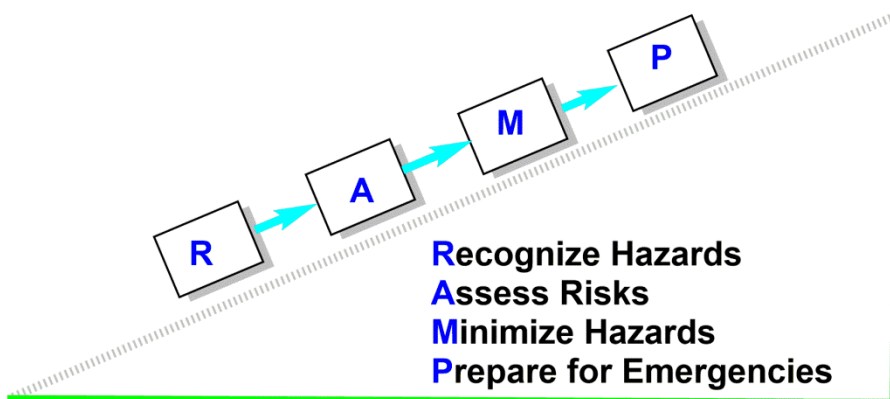 R
A
M
P
Recognize Hazards
Assess Risks
Minimize Hazards
Prepare for Emergencies